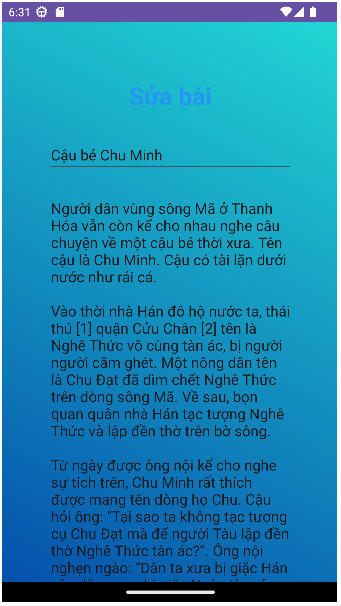 6:31
Sửa bài
Cậu bé Chu Minh
Người dân vùng sông Mã ở Thanh
Hóa vẫn còn kể cho nhau nghe câu
chuyện về một cậu bé thời xưa. Tên
cậu là Chu Minh. Cậu có tài lặn dưới
nước như rái cá.
Vào thời nhà Hán đô hộ nước ta, thái
thú [1] quận Cửu Chân [2] tên là
Nghê Thức vô cùng tàn ác, bị người
người căm ghét. Một nông dân tên
là Chu Đạt đã dìm chết Nghê Thức
trên dòng sông Mã. Về sau, bọn
quan quân nhà Hán tạc tượng Nghê
Thức và lập đền thờ trên bờ sông.
Từ ngày được ông nội kể cho nghe
sự tích trên, Chu Minh rất thích
được mang tên dòng họ Chu. Cậu
hỏi ông: “Tại sao ta không tạc tượng
cụ Chu Đạt mà để người Tàu lập đền
thờ Nghê Thức tàn ác?”. Ông nội
nghẹn ngào: “Dân ta xưa bị giặc Hán